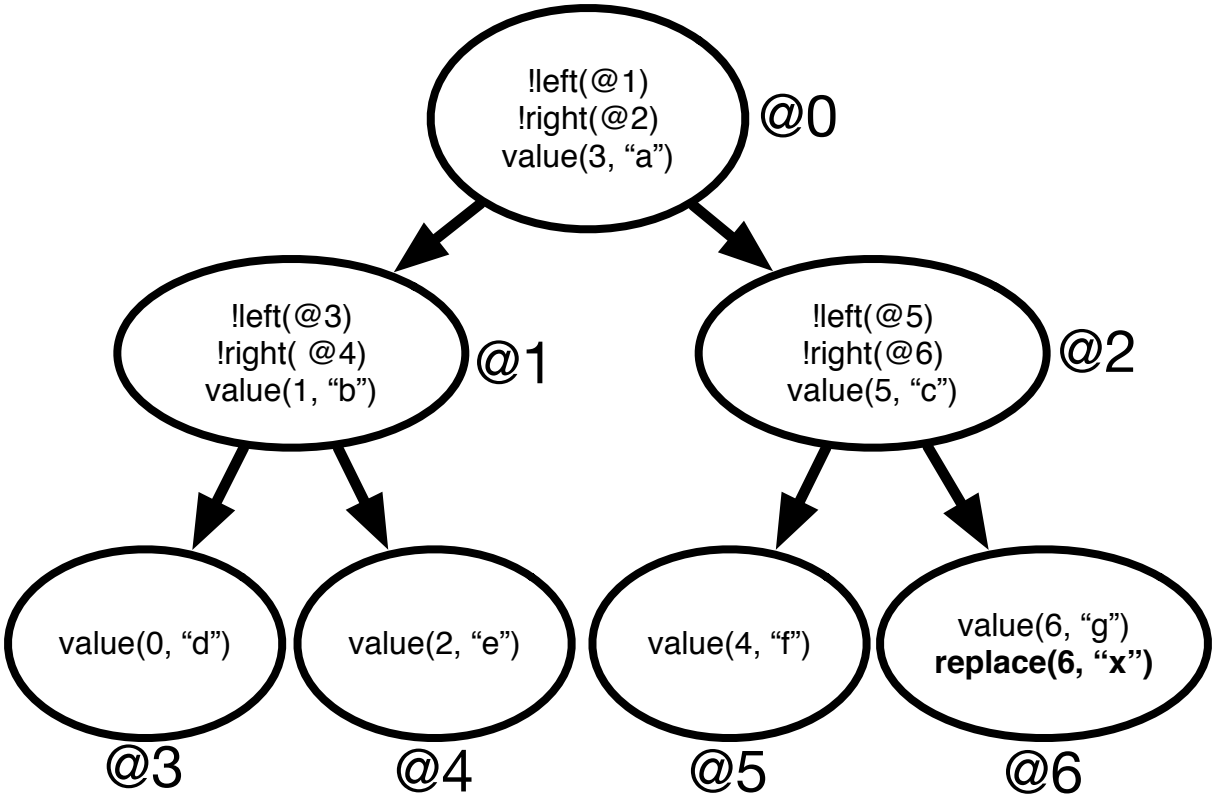 !left(@1)
!right(@2)
value(3, “a”)
@0
!left(@3)
!right( @4)
value(1, “b”)
@1
!left(@5)
!right(@6)
value(5, “c”)
@2
value(0, “d”)
@3
value(2, “e”)
@4
value(4, “f”)
@5
value(6, “g”)
replace(6, “x”)
@6